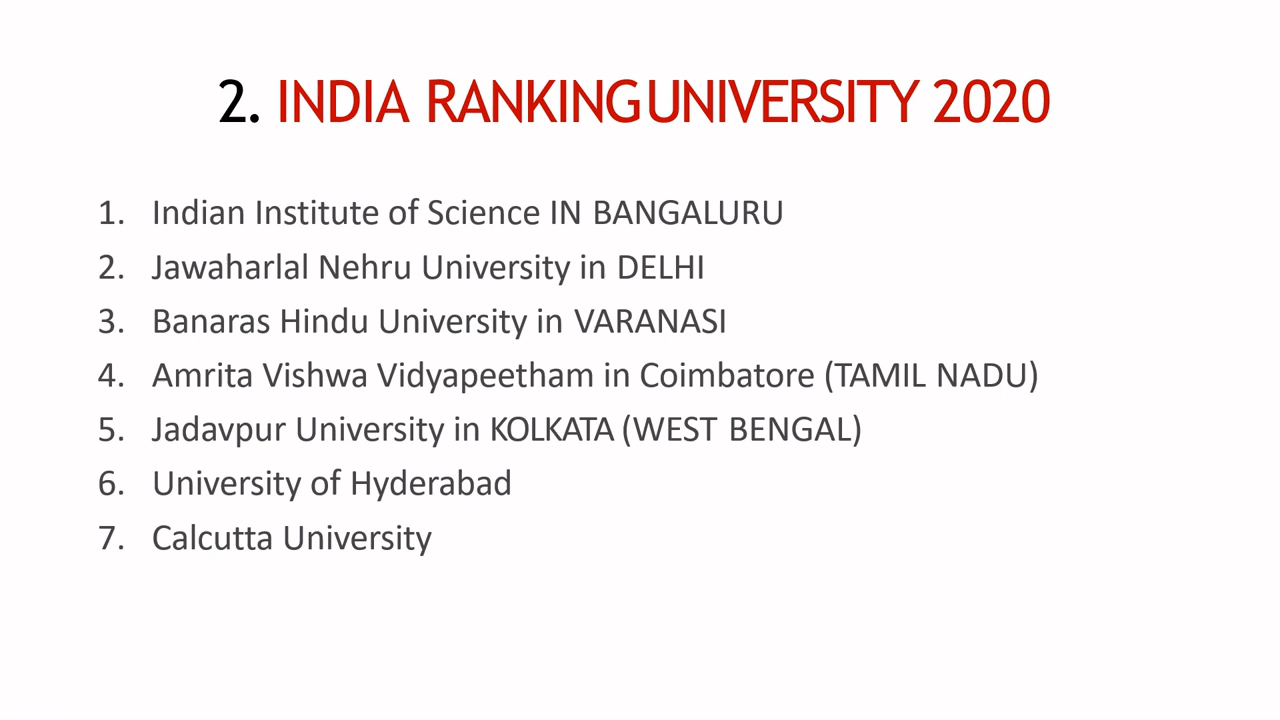 2. INDIA RANKING UNIVERSITY 2020
1. Indian Institute of Science IN BANGALURU
2. Jawaharlal Nehru University in DELHI
3. Banaras Hindu University in VARANASI
4. Amrita Vishwa Vidyapeetham in Coimbatore (TAMIL NADU)
5. Jadavpur University in KOLKATA (WEST BENGAL)
6. University of Hyderabad
7. Calcutta University